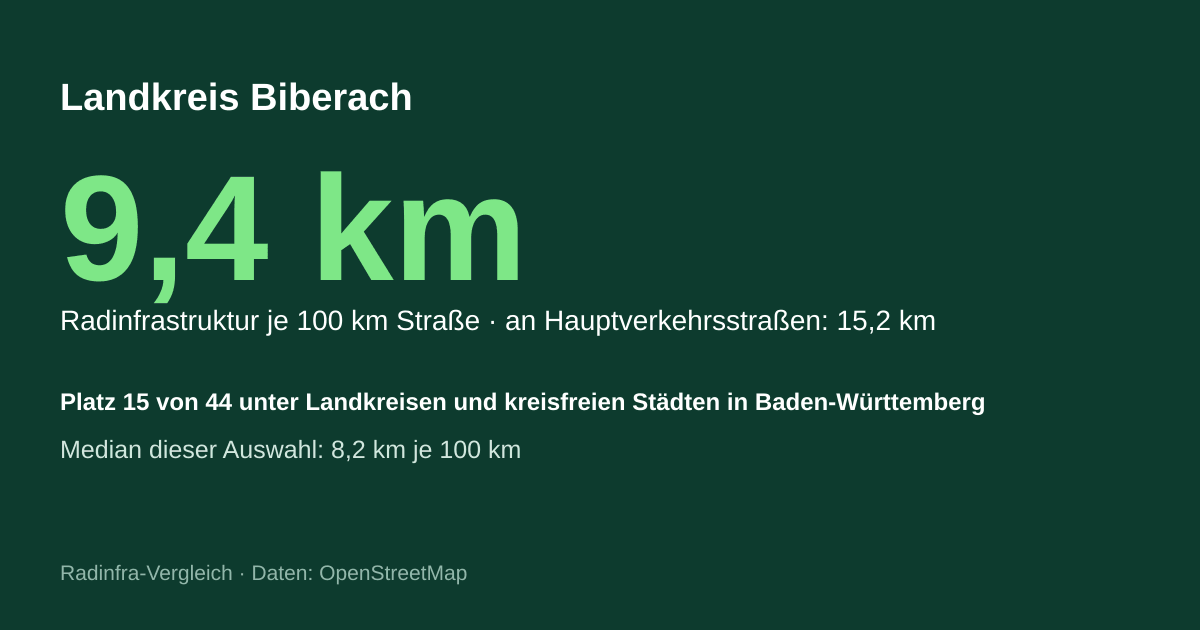 Landkreis Biberach
9,4 km
Radinfrastruktur je 100 km Straße · an Hauptverkehrsstraßen: 15,2 km
Platz 15 von 44 unter Landkreisen und kreisfreien Städten in Baden-Württemberg
Median dieser Auswahl: 8,2 km je 100 km
Radinfra-Vergleich · Daten: OpenStreetMap